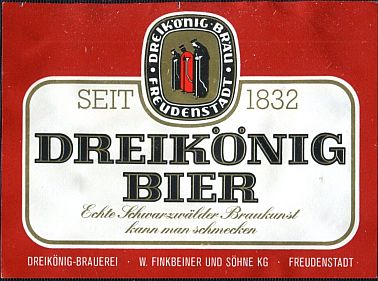 DREIKÖNIG · BRÄU
· FREUDENSTADT ·
SEIT 1832
DREIKÖNIG
BIER
Echte Schwarzwälder Braukunst
kann man schmecken
DREIKÖNIG-BRAUEREI · W. FINKBEINER UND SÖHNE KG · FREUDENSTADT ·